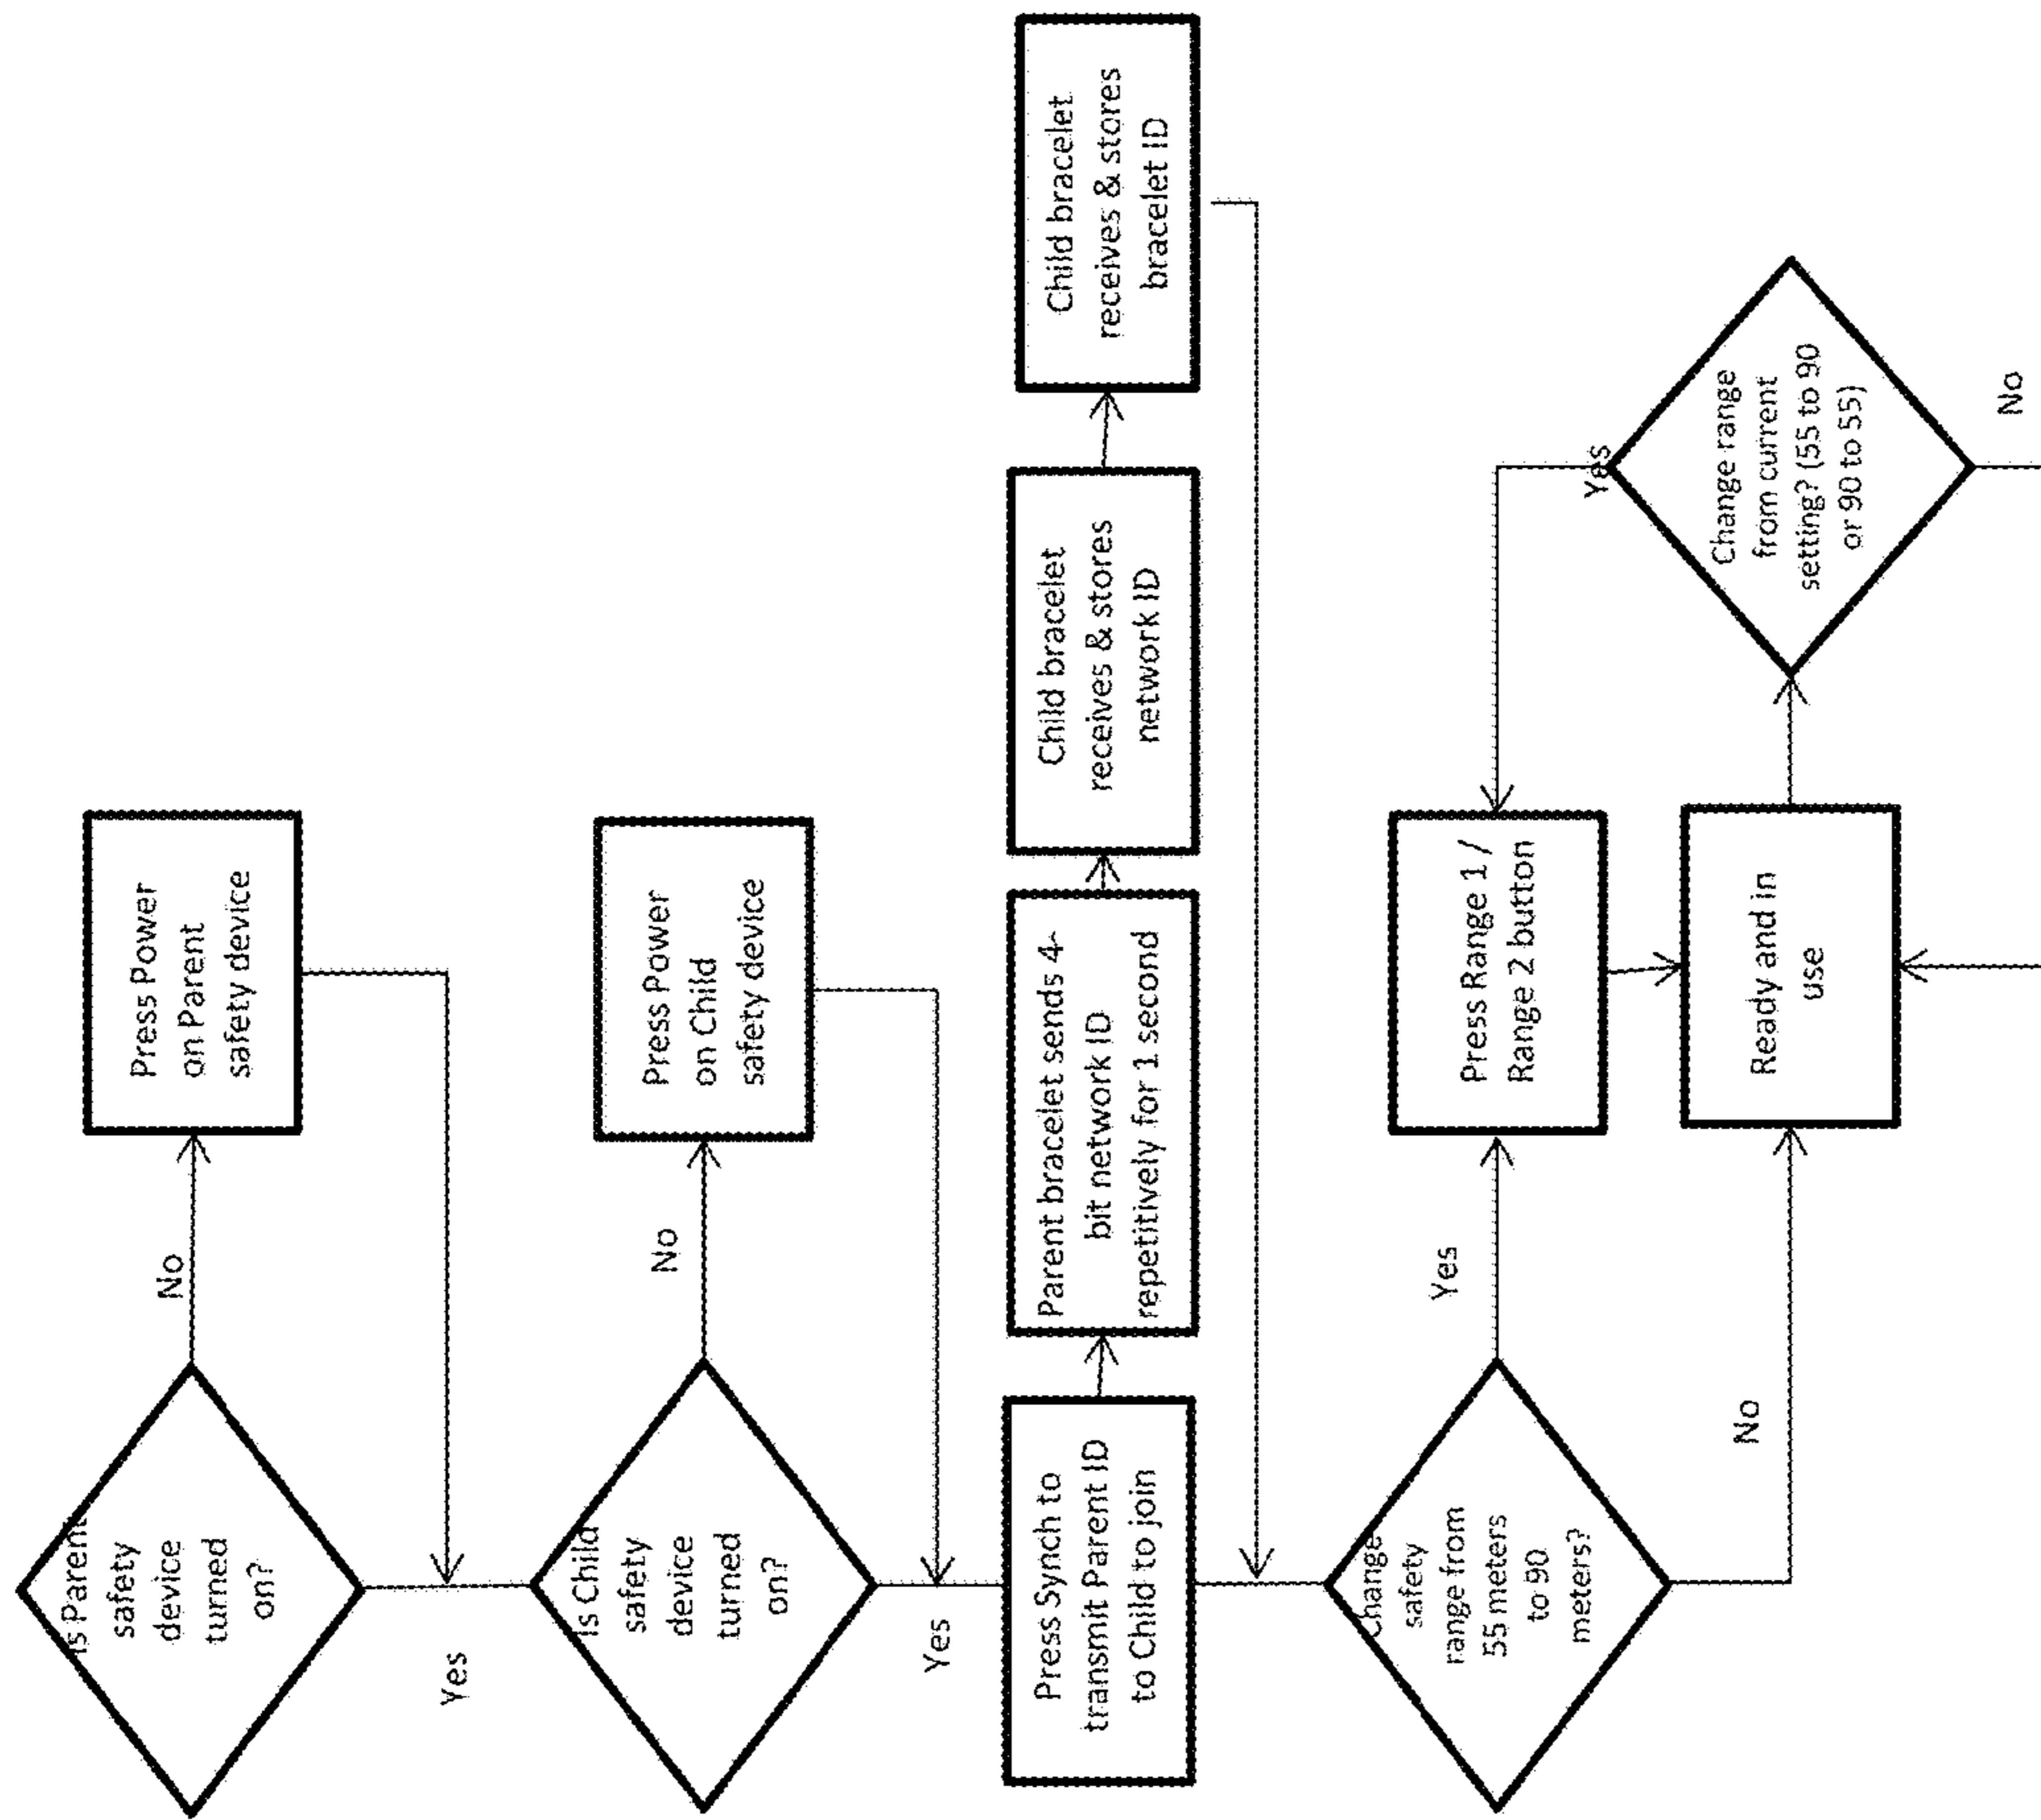 Is Parent
safety
device
turned
on?
No
Press Power
on Parent
safety device
Yes
Is Child
safety
device
turned
on?
No
Press Power
on Child
safety device
Yes
Press Synch to
transmit Parent ID
to Child to join
Parent bracelet sends 4-
bit network ID
repetitively for 1 second
Child bracelet
receives & stores
network ID
Child bracelet
receives & stores
bracelet ID
Change
safety
range from
55 meters
to 90
meters?
Yes
Press Range 1 /
Range 2 button
No
Ready and in
use
Yes
Change range
from current
setting? (55 to 90
or 90 to 55)
No